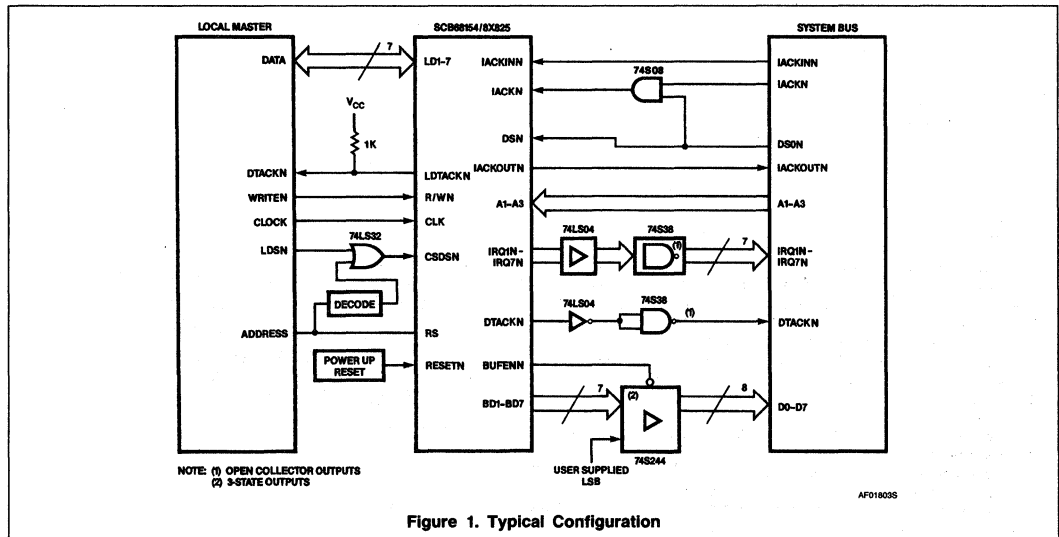 LOCAL MASTER
SCB68154/8X825
SYSTEM BUS
DATA
7
LD1–7
IACKINN
IACKINN
74S08
IACKN
IACKN
VCC
1K
DSN
DS0N
DTACKN
LDTACKN
IACKOUTN
IACKOUTN
WRITEN
R/WN
A1–A3
A1–A3
CLOCK
CLK
74LS32
LDSN
CSDSN
74LS04
74S38
IRQ1N–
IRQ7N
(1)
7
IRQ1N–
IRQ7N
DECODE
74LS04
74S38
ADDRESS
RS
DTACKN
(1)
DTACKN
POWER UP
RESET
RESETN
BUFENN
BD1–BD7
7
(2)
8
D0–D7
74S244
USER SUPPLIED
LSB
NOTE: (1) OPEN COLLECTOR OUTPUTS
(2) 3-STATE OUTPUTS
AF01803S
Figure 1. Typical Configuration